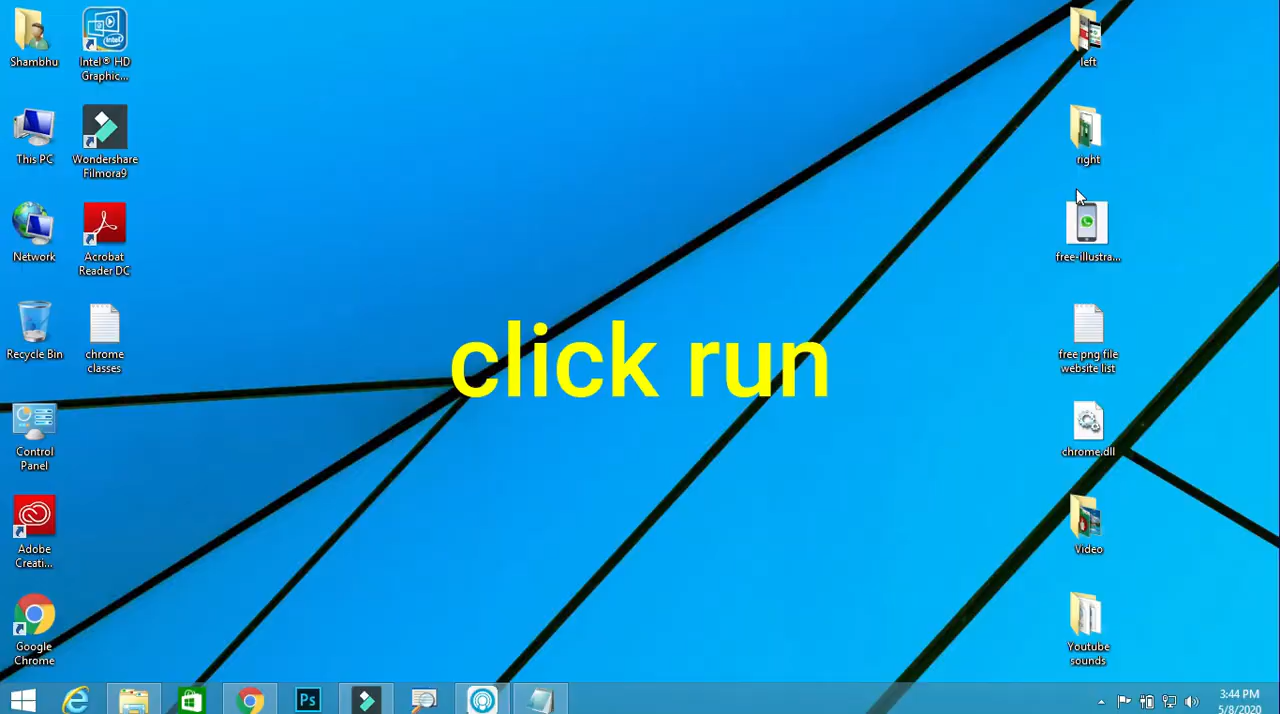 Shambhu
Intel® HD
Graphic...
This PC
Wondershare
Filmora9
Network
Acrobat
Reader DC
Recycle Bin
chrome
classes
Control
Panel
Adobe
Creati...
Google
Chrome
click run
left
right
free-illustra...
free png file
website list
chrome.dll
Video
Youtube
sounds
Ps
3:44 PM
5/8/2020